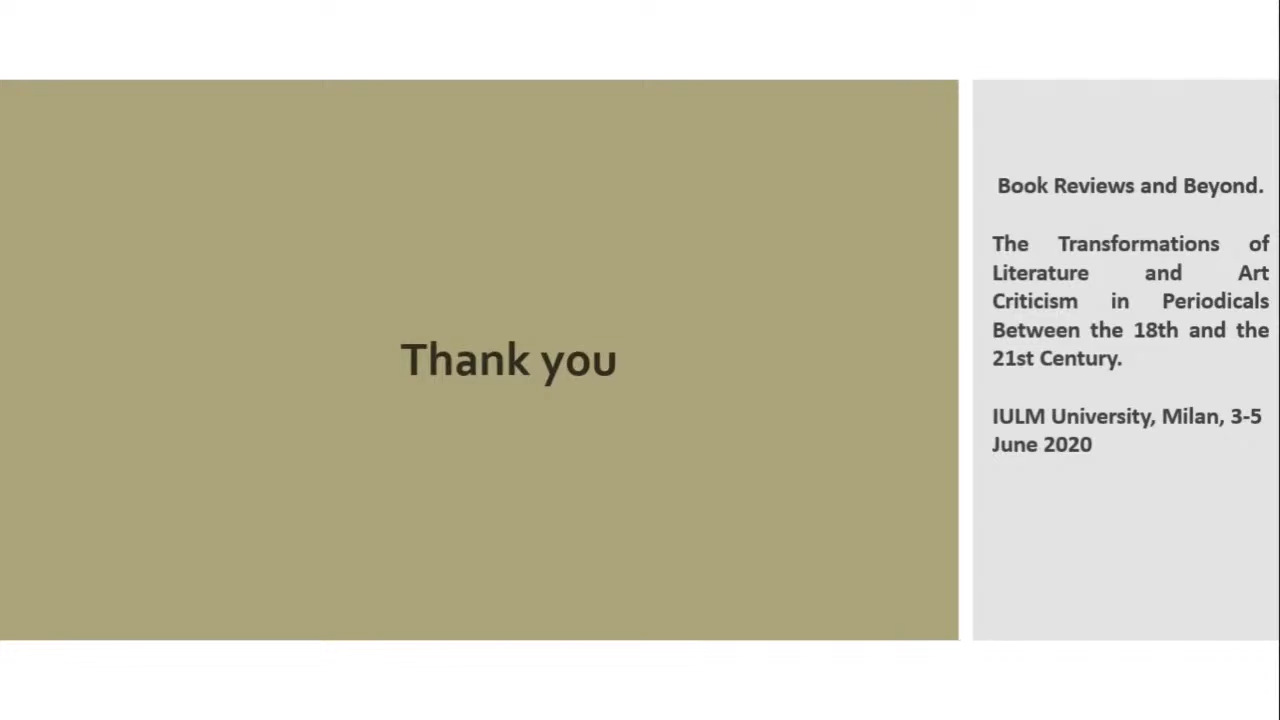 Thank you
Book Reviews and Beyond.
The Transformations of
Literature and Art
Criticism in Periodicals
Between the 18th and the
21st Century.
IULM University, Milan, 3-5
June 2020